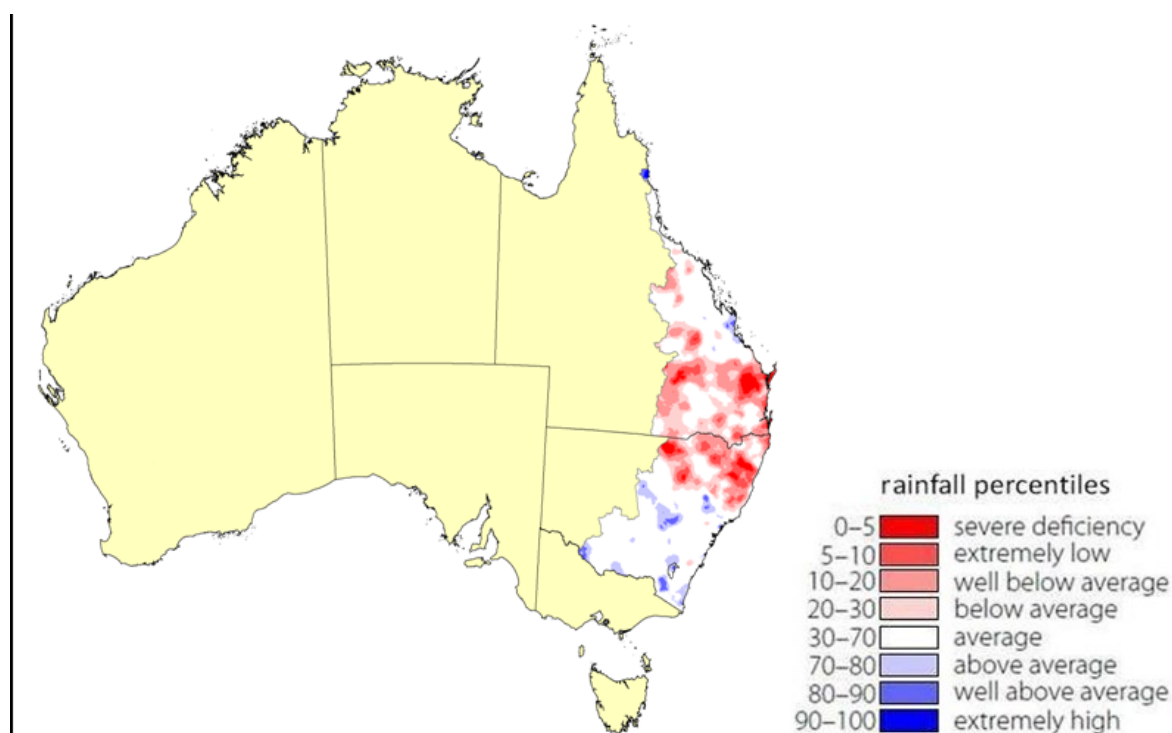 rainfall percentiles
0–5 severe deficiency
5–10 extremely low
10–20 well below average
20–30 below average
30–70 average
70–80 above average
80–90 well above average
90–100 extremely high